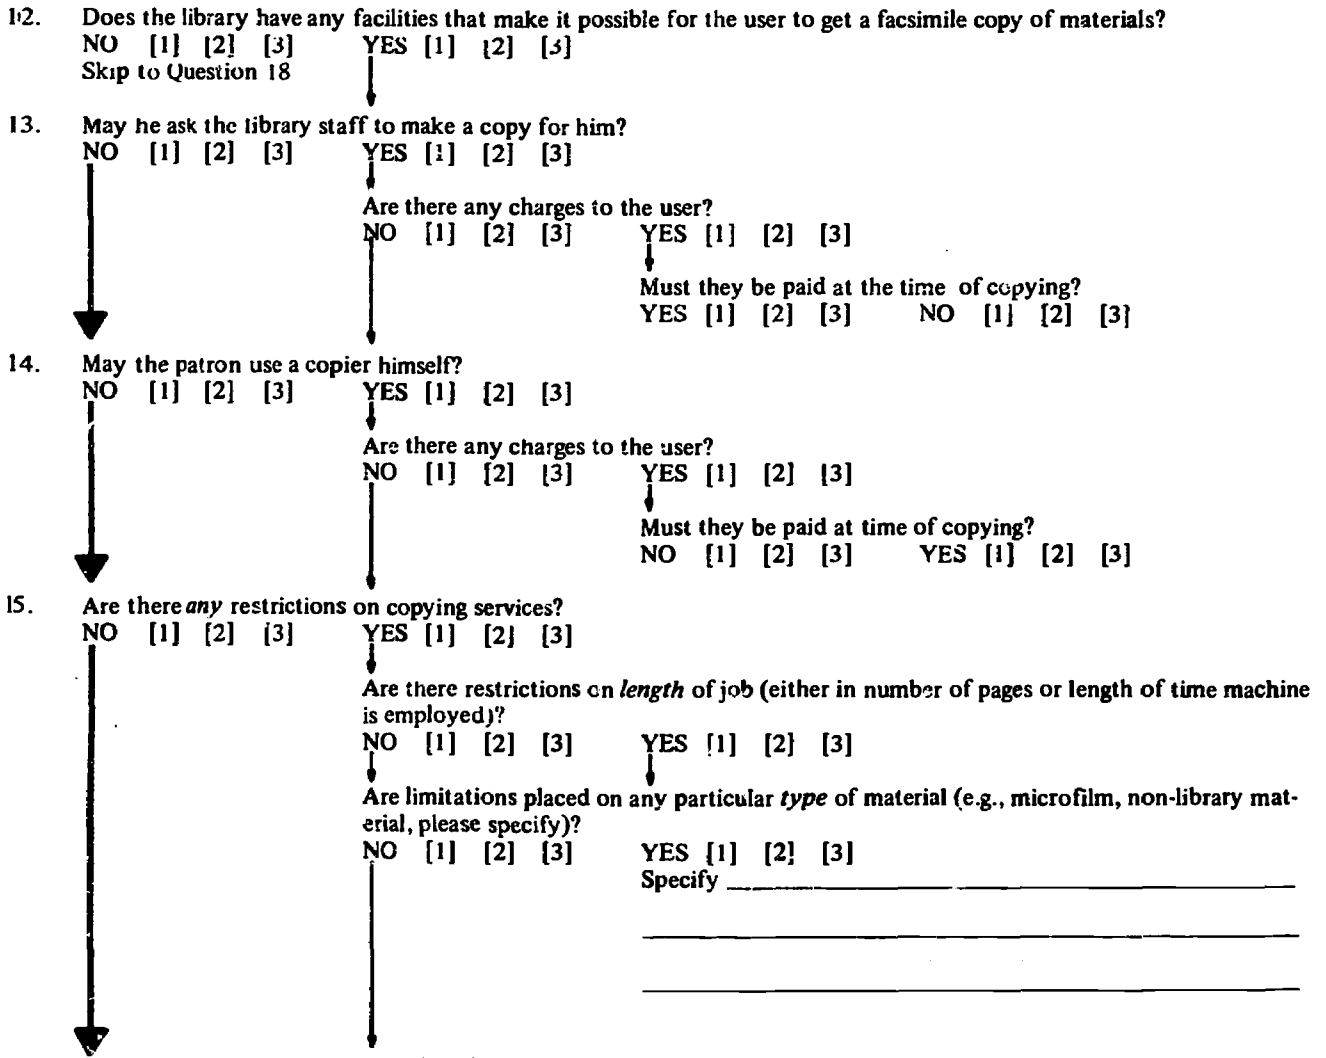 12. Does the library have any facilities that make it possible for the user to get a facsimile copy of materials?
NO [1] [2] [3] YES [1] [2] [3]
Skip to Question 18
13. May he ask the library staff to make a copy for him?
NO [1] [2] [3] YES [1] [2] [3]
Are there any charges to the user?
NO [1] [2] [3] YES [1] [2] [3]
Must they be paid at the time of copying?
YES [1] [2] [3] NO [1] [2] [3]
14. May the patron use a copier himself?
NO [1] [2] [3] YES [1] [2] [3]
Are there any charges to the user?
NO [1] [2] [3] YES [1] [2] [3]
Must they be paid at time of copying?
NO [1] [2] [3] YES [1] [2] [3]
15. Are there any restrictions on copying services?
NO [1] [2] [3] YES [1] [2] [3]
Are there restrictions on length of job (either in number of pages or length of time machine
is employed)?
NO [1] [2] [3] YES [1] [2] [3]
Are limitations placed on any particular type of material (e.g., microfilm, non-library mat-
erial, please specify)?
NO [1] [2] [3] YES [1] [2] [3]
Specify